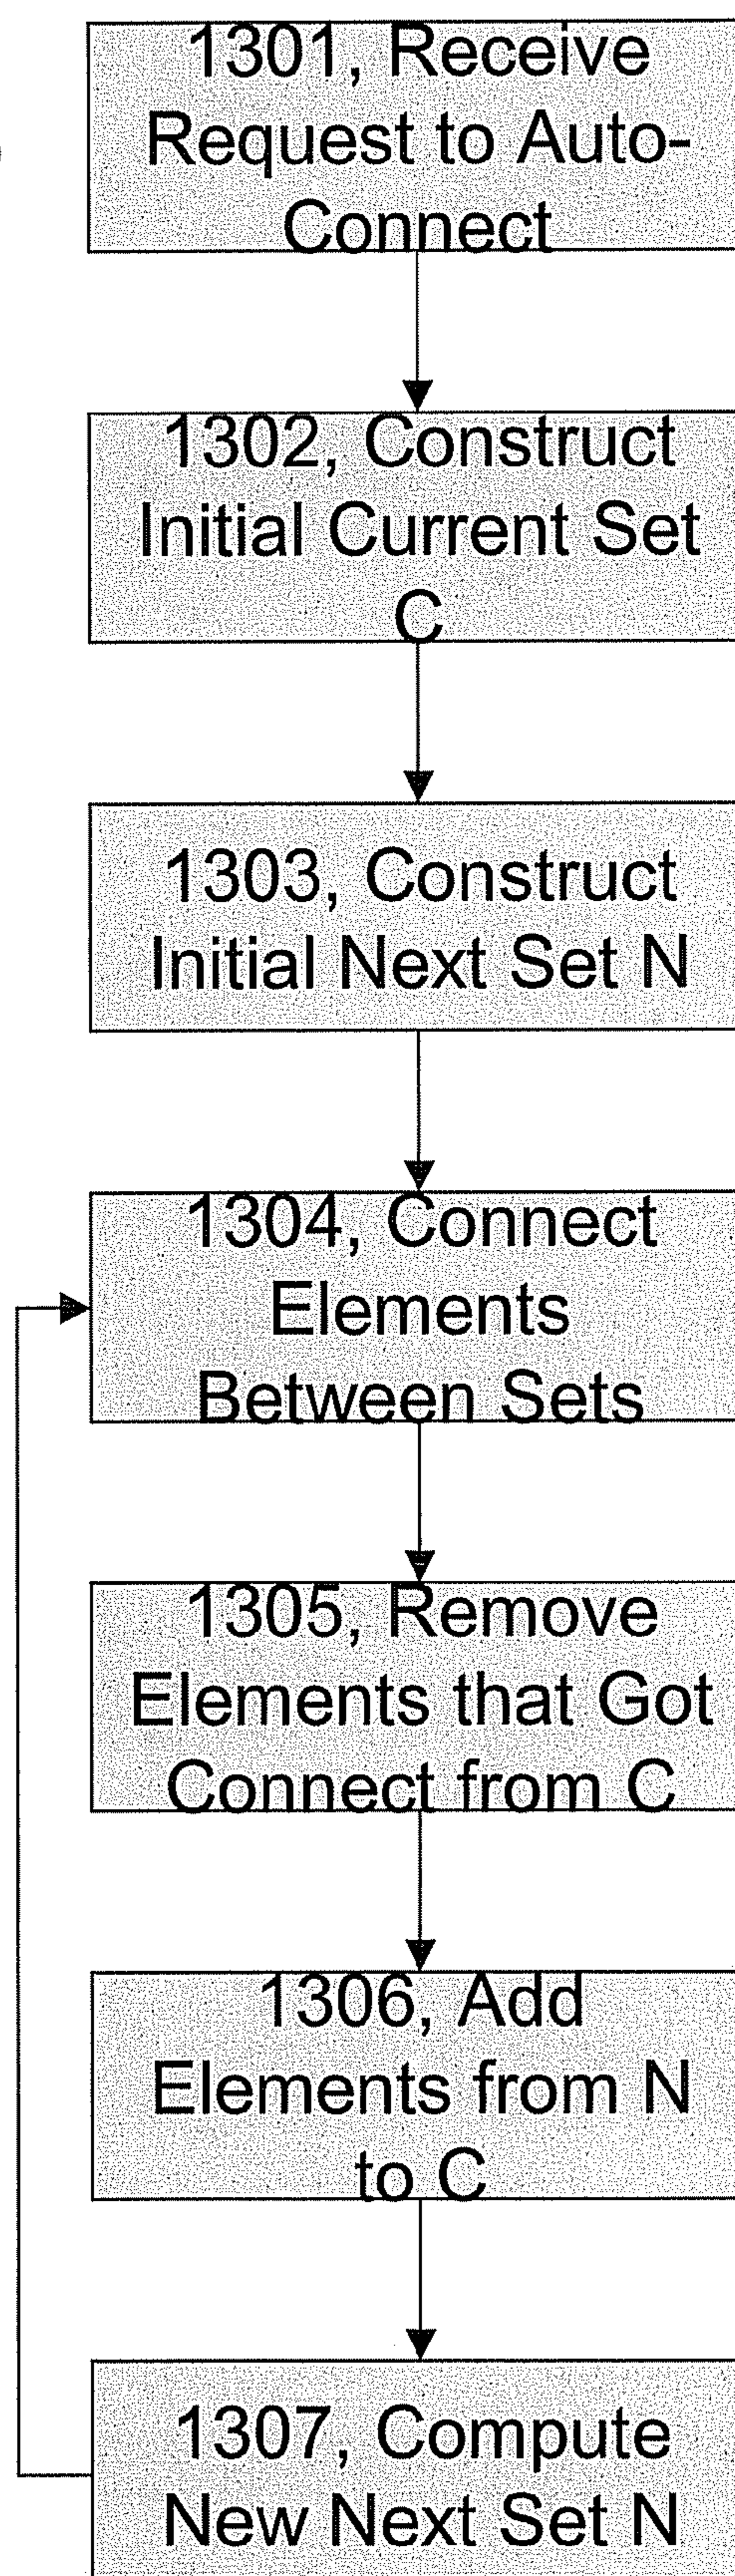 1301, Receive
Request to Auto-
Connect
1302, Construct
Initial Current Set
C
1303, Construct
Initial Next Set N
1304, Connect
Elements
Between Sets
1305, Remove
Elements that Got
Connect from C
1306, Add
Elements from N
to C
1307, Compute
New Next Set N